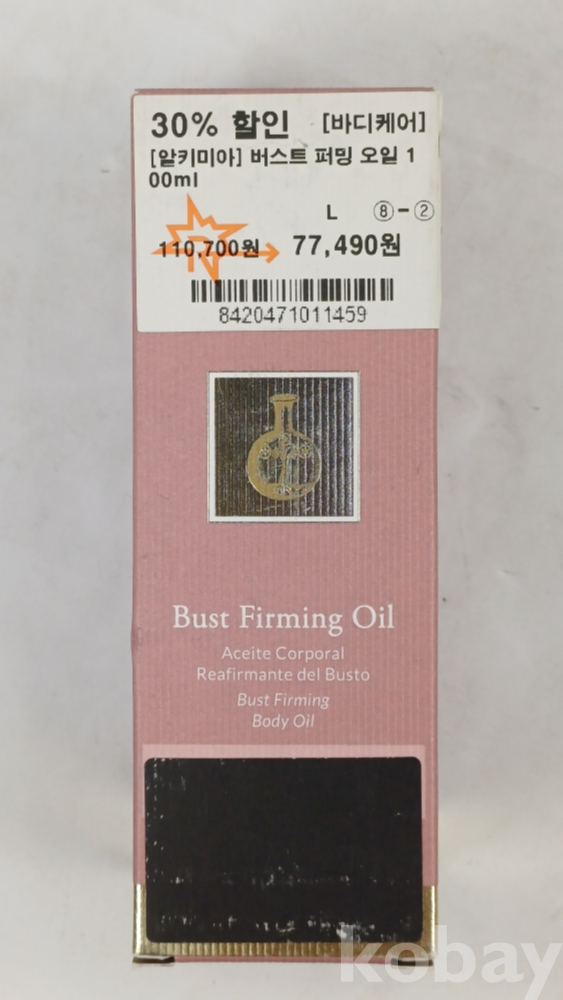 30% 할인 [바디케어]
[알키미아] 버스트 퍼밍 오일 1
00ml
L ⑧-②
110,700원 77,490원
8420471011459
Bust Firming Oil
Aceite Corporal
Reafirmante del Busto
Bust Firming
Body Oil
kobay